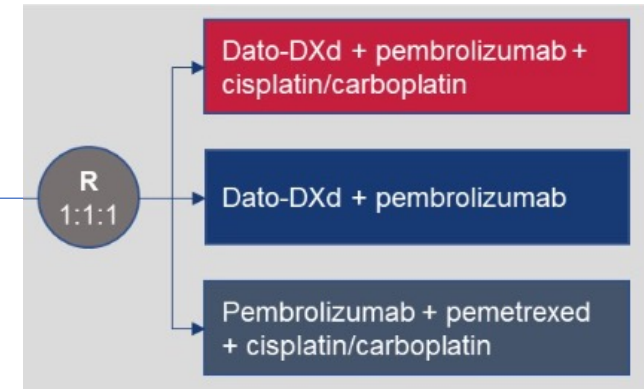 Dato-DXd + pembrolizumab +
cisplatin/carboplatin
R
1:1:1
Dato-DXd + pembrolizumab
Pembrolizumab + pemetrexed
+ cisplatin/carboplatin